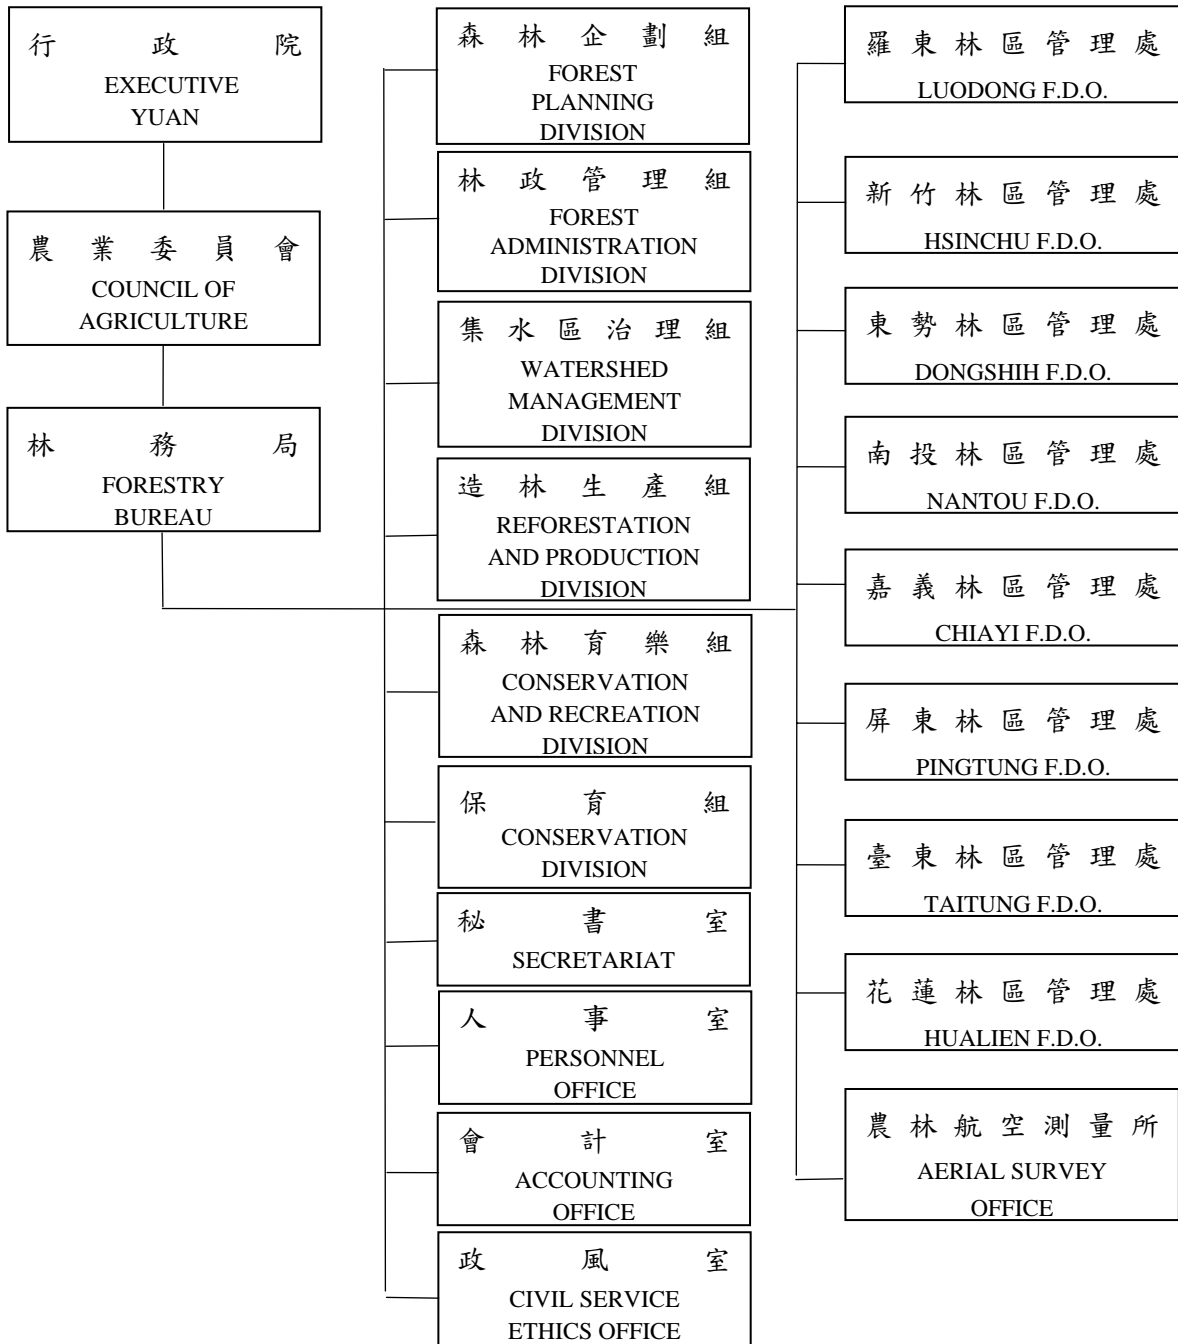 行政院
EXECUTIVE
YUAN
農業委員會
COUNCIL OF
AGRICULTURE
林務局
FORESTRY
BUREAU
森林企劃組
FOREST
PLANNING
DIVISION
林政管理組
FOREST
ADMINISTRATION
DIVISION
集水區治理組
WATERSHED
MANAGEMENT
DIVISION
造林生產組
REFORESTATION
AND PRODUCTION
DIVISION
森林育樂組
CONSERVATION
AND RECREATION
DIVISION
保育組
CONSERVATION
DIVISION
秘書室
SECRETARIAT
人事室
PERSONNEL
OFFICE
會計室
ACCOUNTING
OFFICE
政風室
CIVIL SERVICE
ETHICS OFFICE
羅東林區管理處
LUODONG F.D.O.
新竹林區管理處
HSINCHU F.D.O.
東勢林區管理處
DONGSHIH F.D.O.
南投林區管理處
NANTOU F.D.O.
嘉義林區管理處
CHIAYI F.D.O.
屏東林區管理處
PINGTUNG F.D.O.
臺東林區管理處
TAITUNG F.D.O.
花蓮林區管理處
HUALIEN F.D.O.
農林航空測量所
AERIAL SURVEY
OFFICE